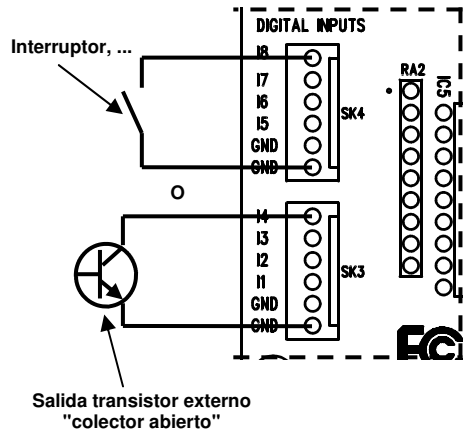 DIGITAL INPUTS
Interruptor, ...
I8
I7
I6
I5
GND
GND
SK4
RA2
IC5
O
I4
I3
I2
I1
GND
GND
SK3
FC
Salida transistor externo
"colector abierto"